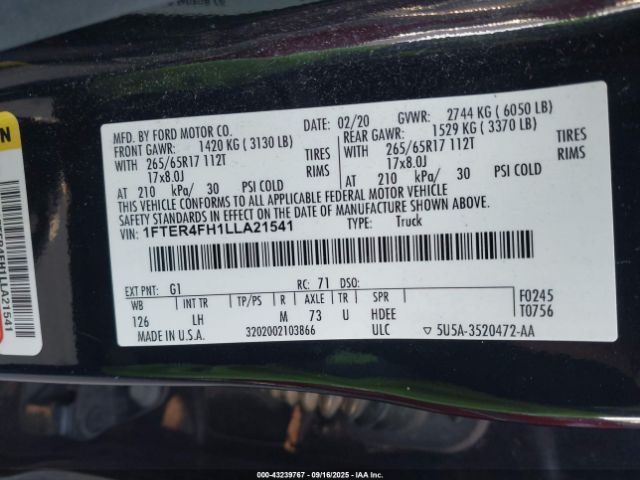 MFD. BY FORD MOTOR CO. DATE: 02/20 GVWR: 2744 KG ( 6050 LB)
FRONT GAWR: 1420 KG ( 3130 LB) REAR GAWR: 1529 KG ( 3370 LB)
WITH 265/65R17 112T TIRES WITH 265/65R17 112T TIRES
17x8.0J RIMS 17x8.0J RIMS
AT 210 kPa/ 30 PSI COLD AT 210 kPa/ 30 PSI COLD
THIS VEHICLE CONFORMS TO ALL APPLICABLE FEDERAL MOTOR VEHICLE
SAFETY STANDARDS IN EFFECT ON THE DATE OF MANUFACTURE SHOWN ABOVE.
VIN: 1FTER4FH1LLA21541 TYPE: Truck
EXT PNT: G1 RC: 71 DSO:
WB INT TR TP/PS R AXLE TR SPR F0245
126 LH M 73 U HDEE T0756
MADE IN U.S.A. 3202002103866 ULC ▽ 5U5A-3520472-AA
000-43239767 - 09/16/2025 - IAAI.COM